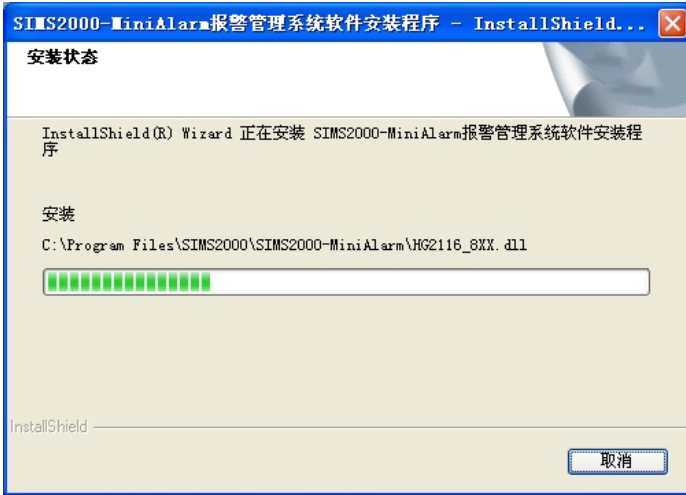 SIMS2000-MiniAlarm报警管理系统软件安装程序 - InstallShield...
安装状态
InstallShield(R) Wizard 正在安装 SIMS2000-MiniAlarm报警管理系统软件安装程
序
安装
C:\Program Files\SIMS2000\SIMS2000-MiniAlarm\HG2116_8XX.dll
InstallShield
取消